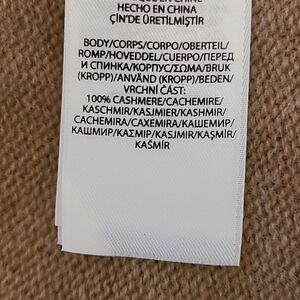 HECHO EN CHINA
ÇİN'DE ÜRETİLMİŞTİR
BODY/CORPS/CORPO/OBERTEIL/
ROMP/HOVEDDEL/CUERPO/ПЕРЕД
И СПИНКА/КОРПУС/ΣΩΜΑ/BRUK
(KROPP)/ANVÄND (KROPP)/BEDEN/
VRCHNÍ ČÁST:
100% CASHMERE/CACHEMIRE/
KASCHMIR/KASJMIER/KASHMIR/
CACHEMIRA/CAXEMIRA/КАШЕМИР/
КАШМИР/ΚΑΣΜΙΡ/KASJMIR/KAŞMİR/
KAŠMÍR